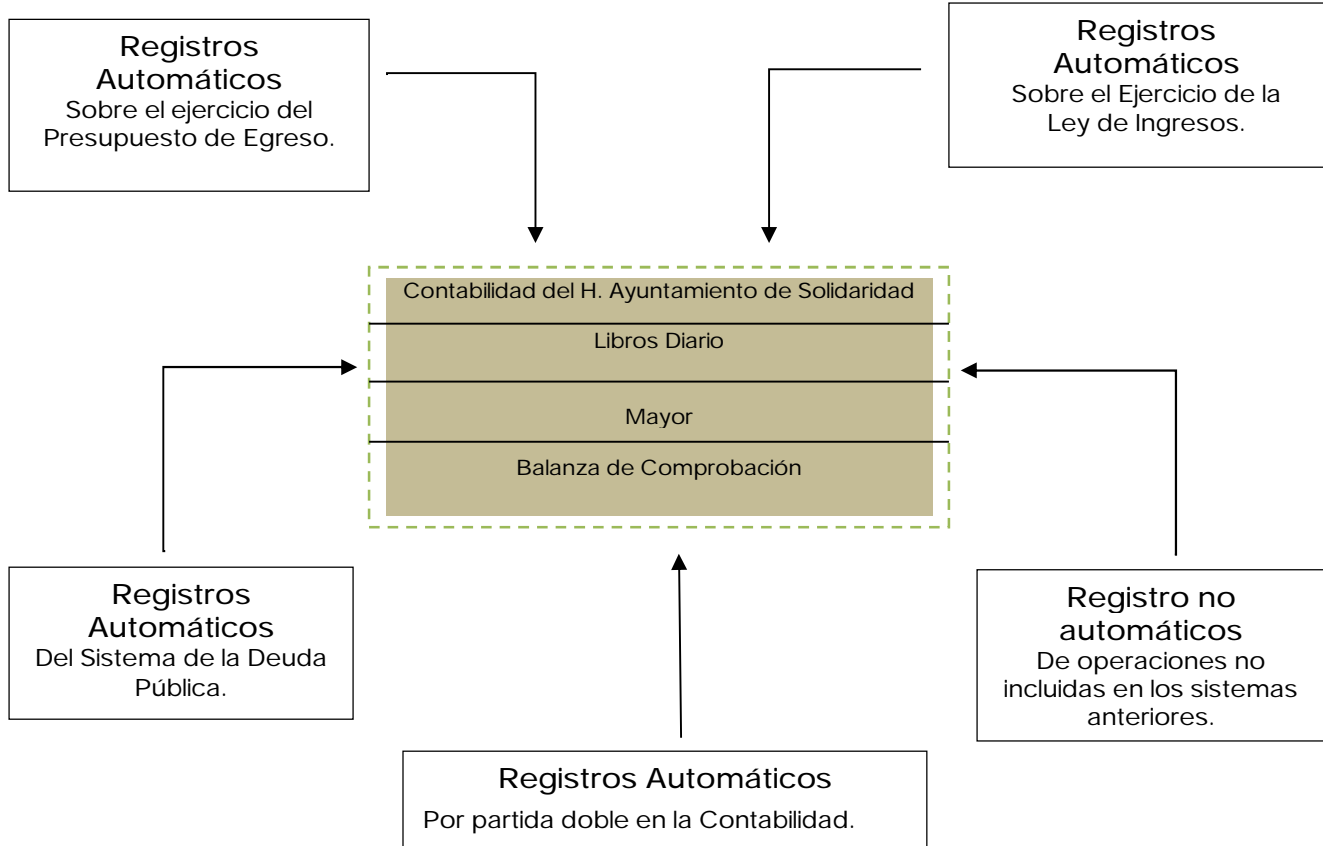 Registros
Automáticos
Sobre el ejercicio del
Presupuesto de Egreso.
Registros
Automáticos
Sobre el Ejercicio de la
Ley de Ingresos.
Contabilidad del H. Ayuntamiento de Solidaridad
Libros Diario
Mayor
Balanza de Comprobación
Registros
Automáticos
Del Sistema de la Deuda
Pública.
Registro no
automáticos
De operaciones no
incluidas en los sistemas
anteriores.
Registros Automáticos
Por partida doble en la Contabilidad.